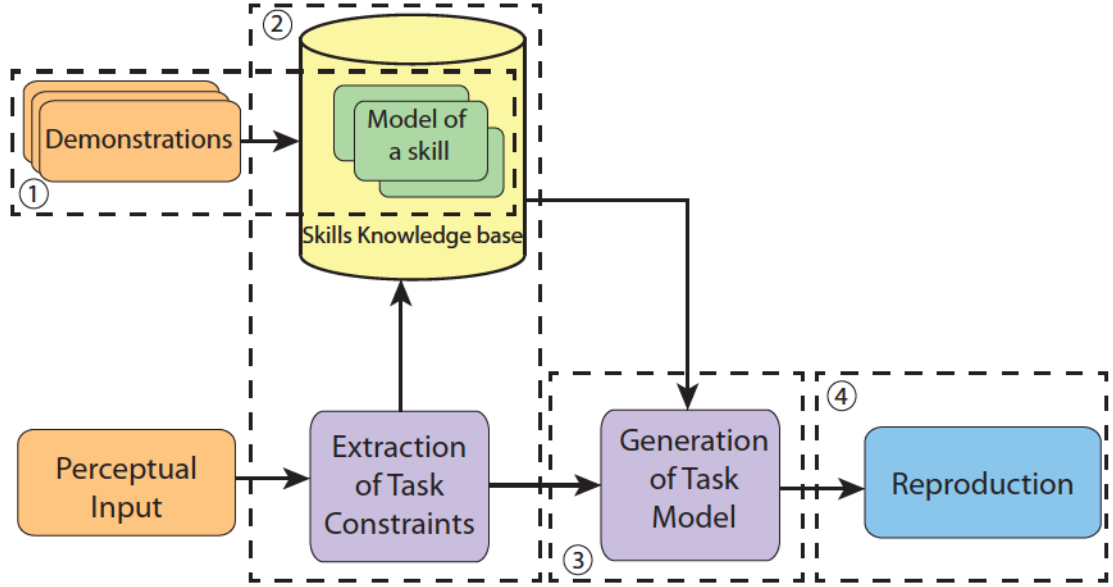 ②
Demonstrations
①
Model of
a skill
Skills Knowledge base
Perceptual
Input
Extraction
of Task
Constraints
Generation
of Task
Model
③
④
Reproduction